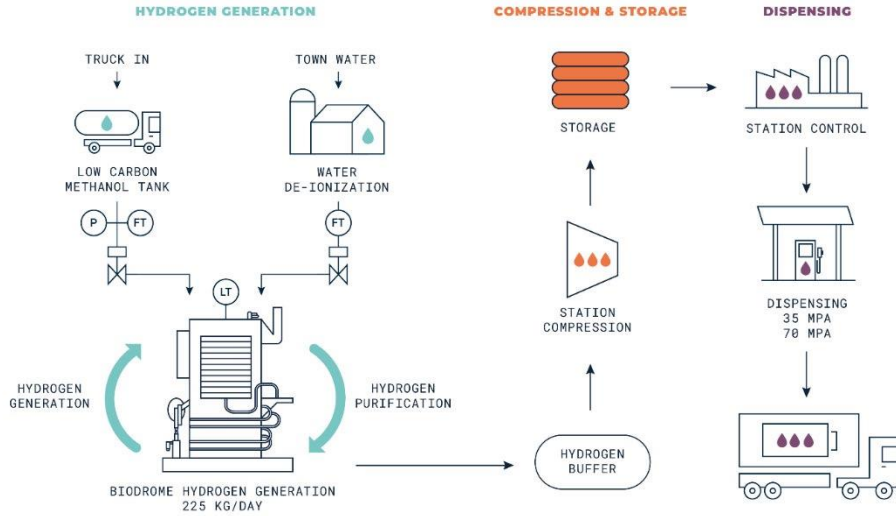 HYDROGEN GENERATION
TRUCK IN
TOWN WATER
LOW CARBON
METHANOL TANK
WATER
DE-IONIZATION
P
FT
FT
LT
HYDROGEN
GENERATION
HYDROGEN
PURIFICATION
BIODROME HYDROGEN GENERATION
225 KG/DAY
COMPRESSION & STORAGE
STORAGE
STATION
COMPRESSION
HYDROGEN
BUFFER
DISPENSING
STATION CONTROL
DISPENSING
35 MPA
70 MPA